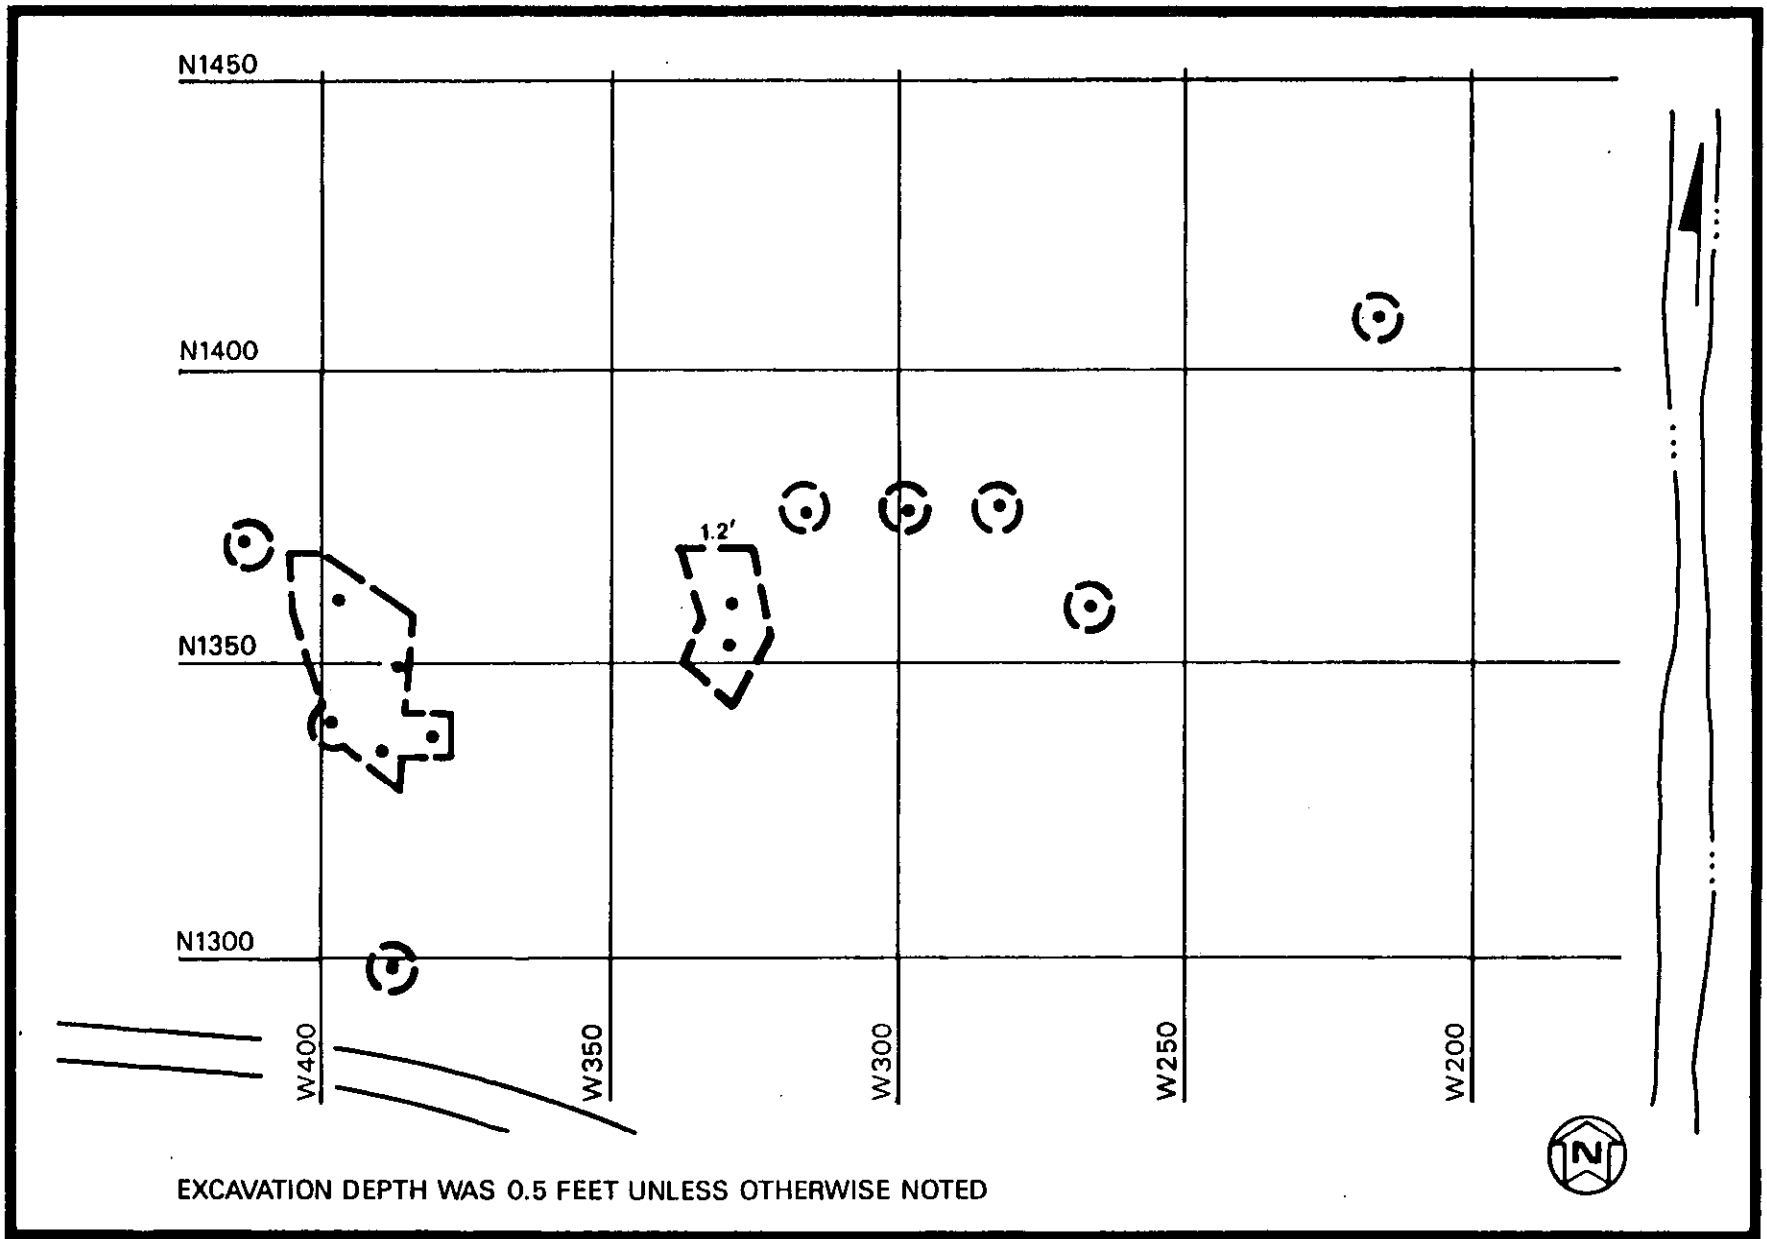 N1450
N1400
1.2'
N1350
N1300
W400
W350
W300
W250
W200
N
EXCAVATION DEPTH WAS 0.5 FEET UNLESS OTHERWISE NOTED